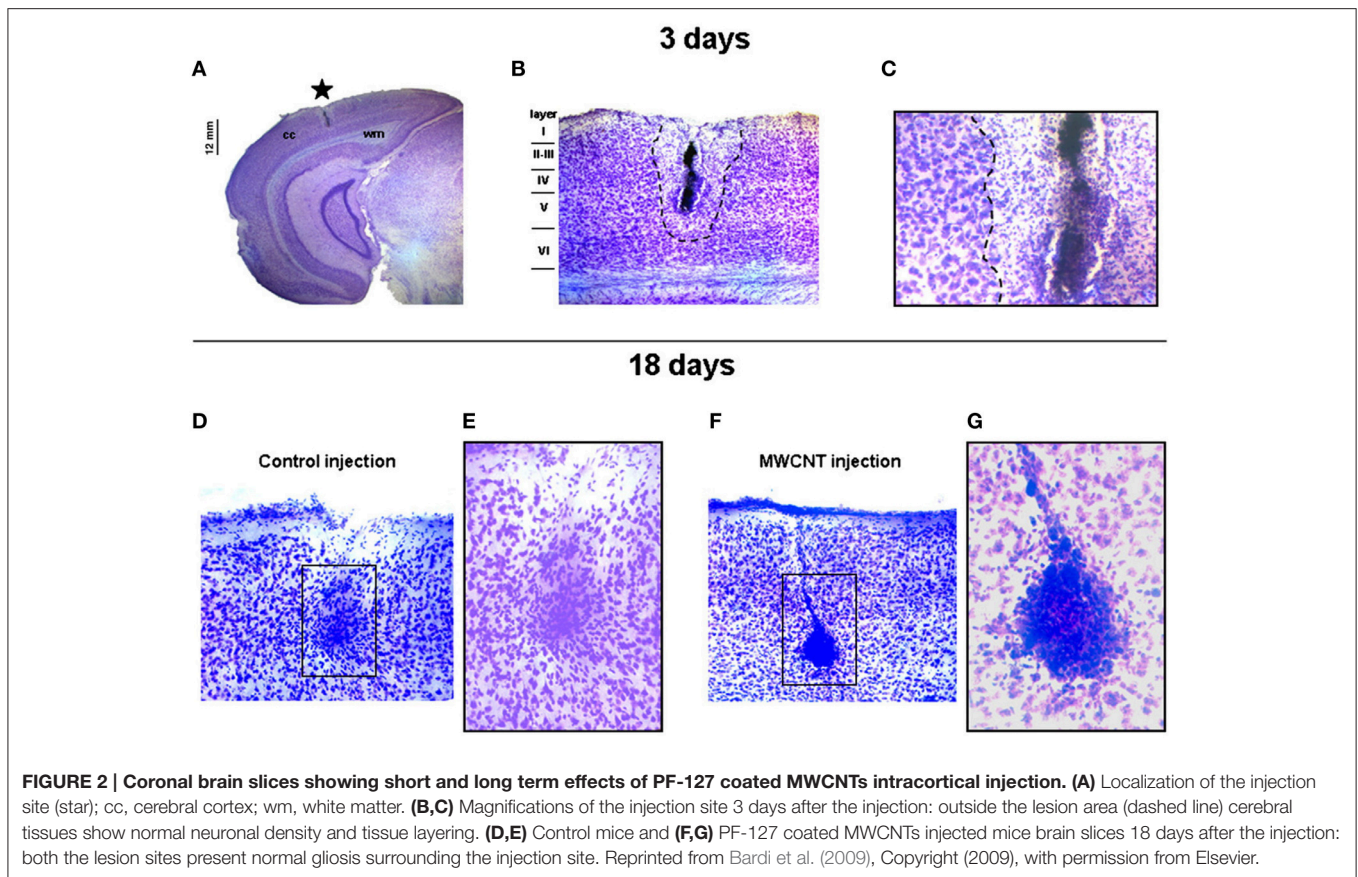 3 days
A
B
C
12 mm
cc
wm
layer
I
II-III
IV
V
VI
18 days
D
E
F
G
Control injection
MWCNT injection
FIGURE 2 | Coronal brain slices showing short and long term effects of PF-127 coated MWCNTs intracortical injection. (A) Localization of the injection
site (star); cc, cerebral cortex; wm, white matter. (B,C) Magnifications of the injection site 3 days after the injection: outside the lesion area (dashed line) cerebral
tissues show normal neuronal density and tissue layering. (D,E) Control mice and (F,G) PF-127 coated MWCNTs injected mice brain slices 18 days after the injection:
both the lesion sites present normal gliosis surrounding the injection site. Reprinted from Bardi et al. (2009), Copyright (2009), with permission from Elsevier.